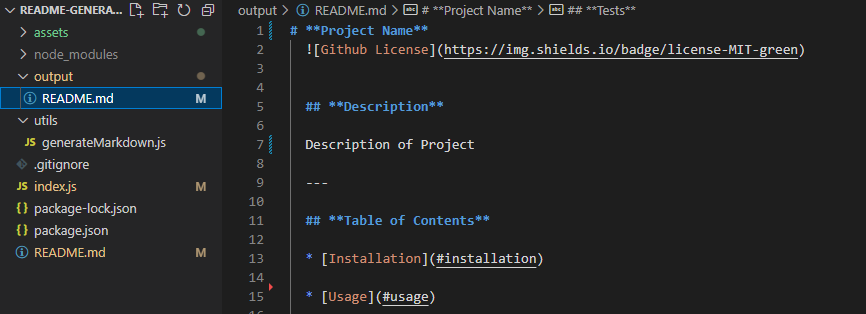 README-GENERA...
assets
node_modules
output
README.md M
utils
JS generateMarkdown.js
.gitignore
JS index.js M
{} package-lock.json
{} package.json
README.md M
output > README.md > abc # **Project Name** > abc ## **Tests**
1 # **Project Name**
2 ![Github License](https://img.shields.io/badge/license-MIT-green)
3
4
5 ## **Description**
6
7 Description of Project
8
9 ---
10
11 ## **Table of Contents**
12
13 * [Installation](#installation)
14
15 * [Usage](#usage)